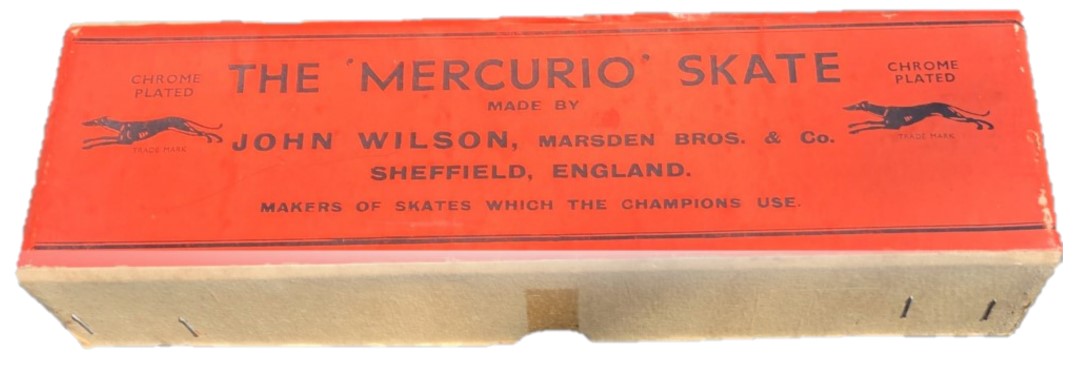 CHROME
PLATED
TRADE MARK
THE 'MERCURIO' SKATE
MADE BY
JOHN WILSON, MARSDEN BROS. & Co.
SHEFFIELD, ENGLAND.
MAKERS OF SKATES WHICH THE CHAMPIONS USE.
CHROME
PLATED
TRADE MARK